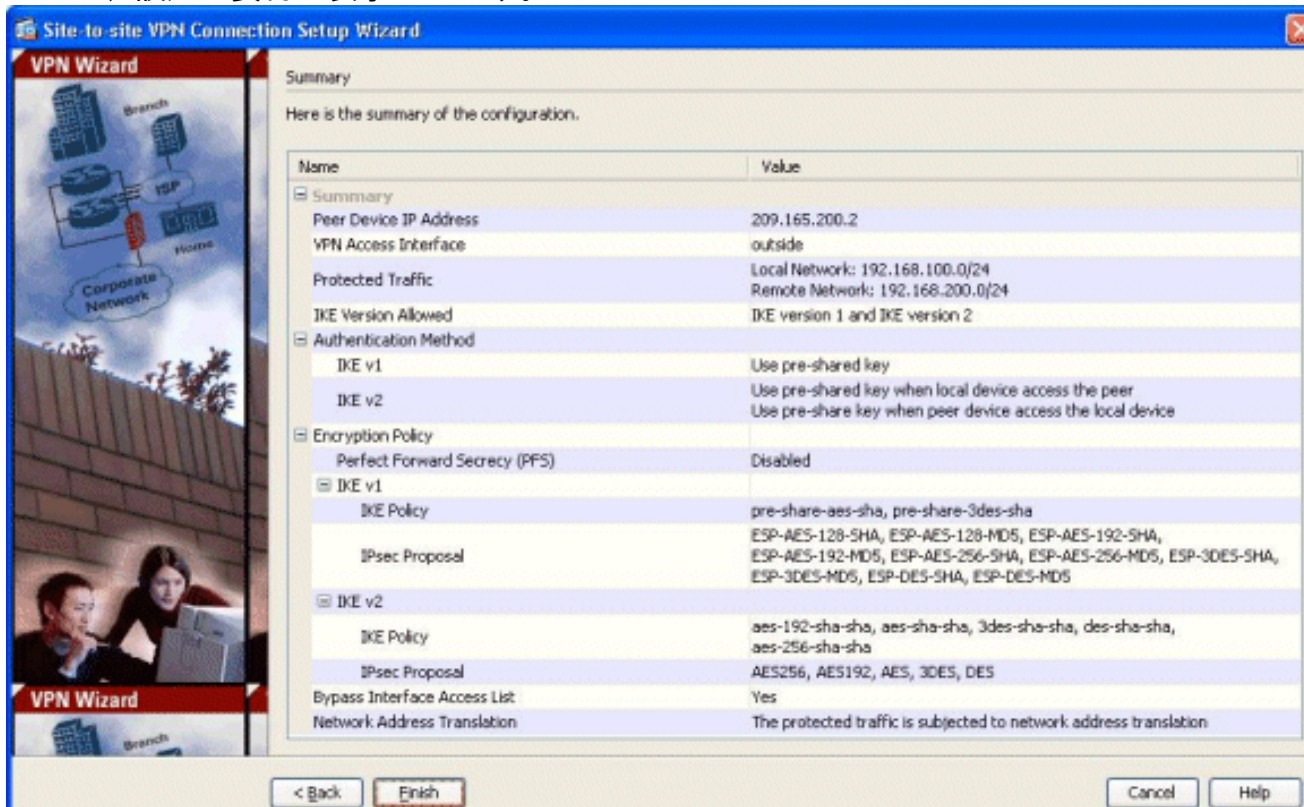 Site-to-site VPN Connection Setup Wizard
VPN Wizard
Branch
ISP
Home
Corporate
Network
VPN Wizard
Branch
Summary
Here is the summary of the configuration.
Name Value
Summary
Peer Device IP Address 209.165.200.2
VPN Access Interface outside
Protected Traffic Local Network: 192.168.100.0/24
Remote Network: 192.168.200.0/24
IKE Version Allowed IKE version 1 and IKE version 2
Authentication Method
IKE v1 Use pre-shared key
IKE v2 Use pre-shared key when local device access the peer
Use pre-share key when peer device access the local device
Encryption Policy
Perfect Forward Secrecy (PFS) Disabled
IKE v1
IKE Policy pre-share-aes-sha, pre-share-3des-sha
IPsec Proposal ESP-AES-128-SHA, ESP-AES-128-MD5, ESP-AES-192-SHA,
ESP-AES-192-MD5, ESP-AES-256-SHA, ESP-AES-256-MD5, ESP-3DES-SHA,
ESP-3DES-MD5, ESP-DES-SHA, ESP-DES-MD5
IKE v2
IKE Policy aes-192-sha-sha, aes-sha-sha, 3des-sha-sha, des-sha-sha,
aes-256-sha-sha
IPsec Proposal AES256, AES192, AES, 3DES, DES
Bypass Interface Access List Yes
Network Address Translation The protected traffic is subjected to network address translation
< Back Finish Cancel Help